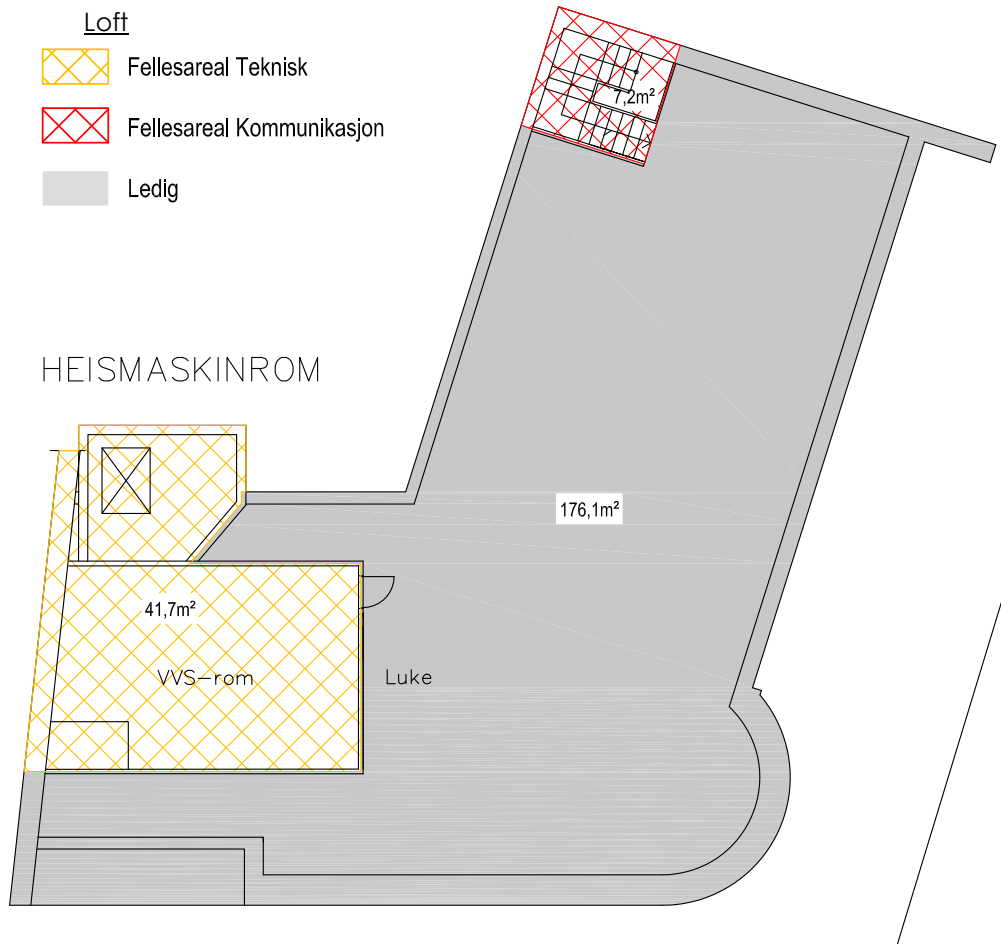 Loft
Fellesareal Teknisk
Fellesareal Kommunikasjon
Ledig
7,2m²
HEISMASKINROM
176,1m²
41,7m²
VVS-rom
Luke